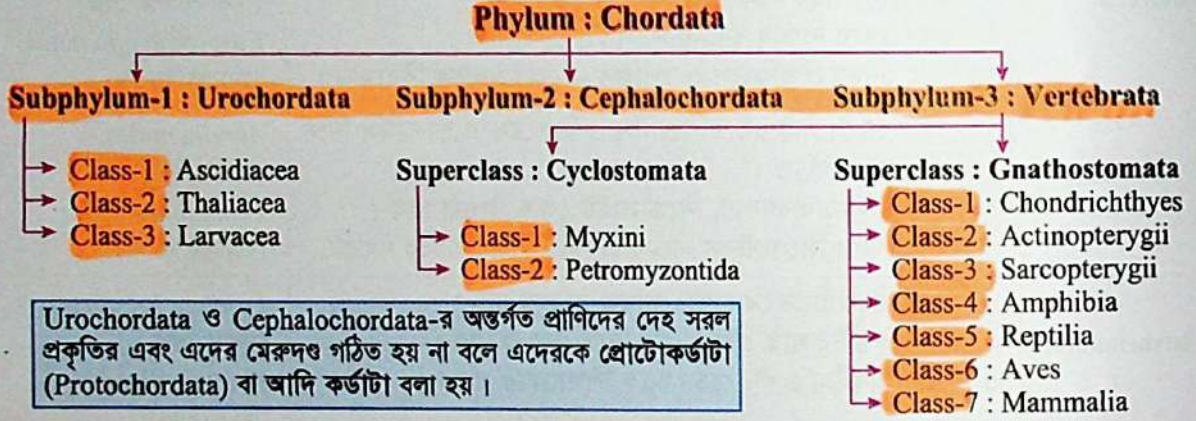 Phylum : Chordata
Subphylum-1 : Urochordata
Subphylum-2 : Cephalochordata
Subphylum-3 : Vertebrata
Class-1 : Ascidiacea
Class-2 : Thaliacea
Class-3 : Larvacea
Superclass : Cyclostomata
Class-1 : Myxini
Class-2 : Petromyzontida
Superclass : Gnathostomata
Class-1 : Chondrichthyes
Class-2 : Actinopterygii
Class-3 : Sarcopterygii
Class-4 : Amphibia
Class-5 : Reptilia
Class-6 : Aves
Class-7 : Mammalia
Urochordata ও Cephalochordata-র অন্তর্গত প্রাণিদের দেহ সরল
প্রকৃতির এবং এদের মেরুদণ্ড গঠিত হয় না বলে এদেরকে প্রোটোকর্ডাটা
(Protochordata) বা আদি কর্ডাটা বলা হয়।